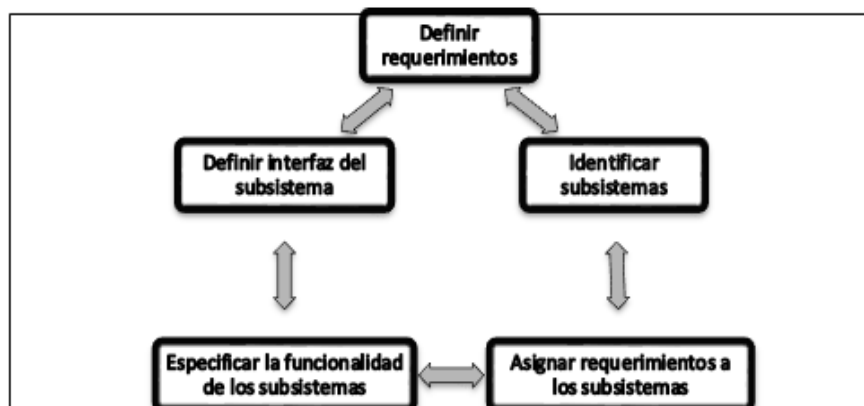 Definir
requerimientos
Definir interfaz del
subsistema
Identificar
subsistemas
Especificar la funcionalidad
de los subsistemas
Asignar requerimientos a
los subsistemas